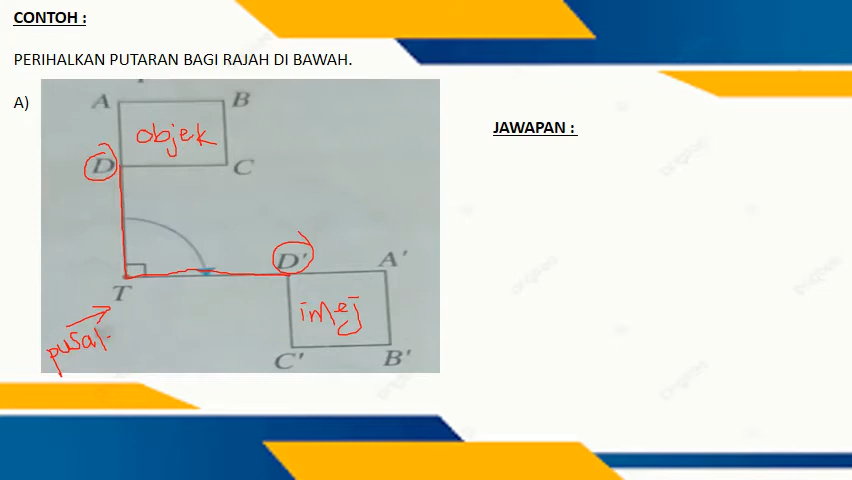 CONTOH :
PERIHALKAN PUTARAN BAGI RAJAH DI BAWAH.
A)
JAWAPAN :
A
B
objek
D
C
D'
A'
T
imej
pusat
C'
B'